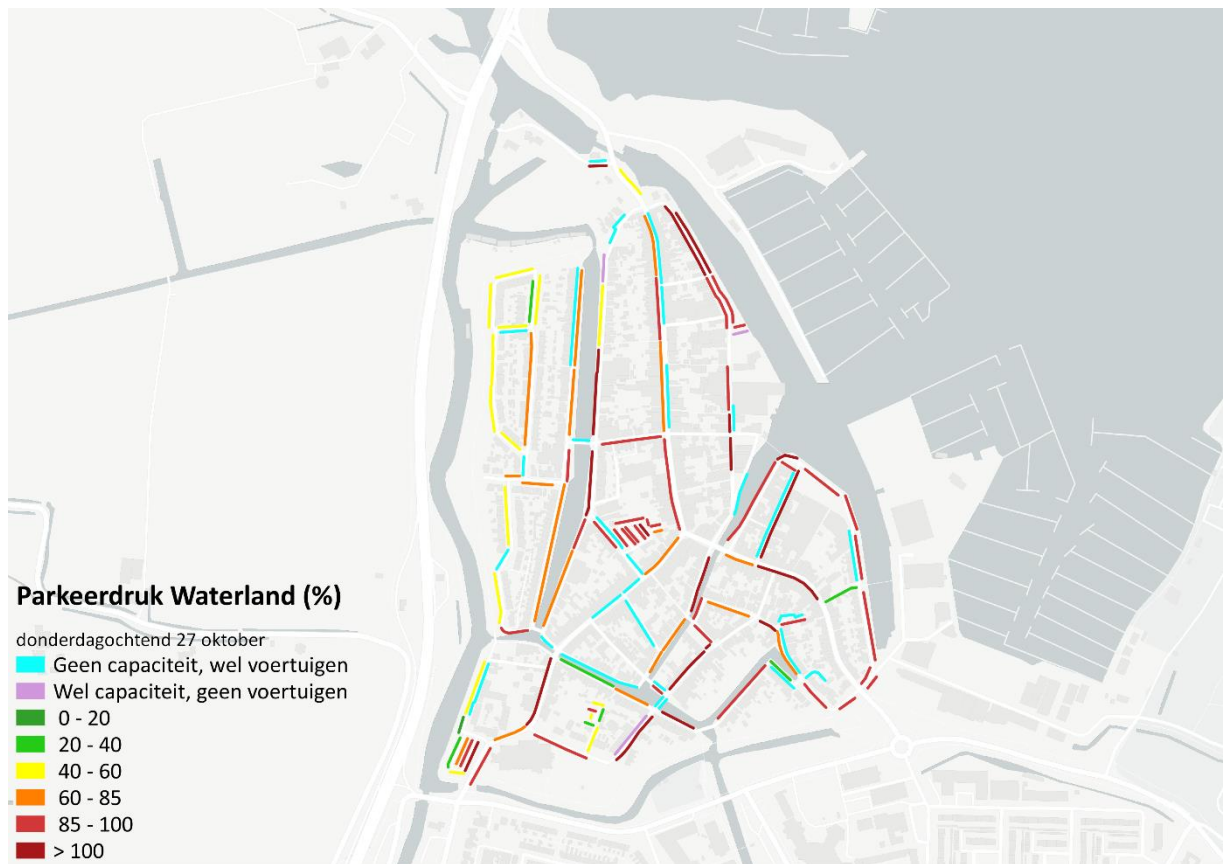 Parkeerdruk Waterland (%)
donderdagochtend 27 oktober
Geen capaciteit, wel voertuigen
Wel capaciteit, geen voertuigen
0 - 20
20 - 40
40 - 60
60 - 85
85 - 100
> 100